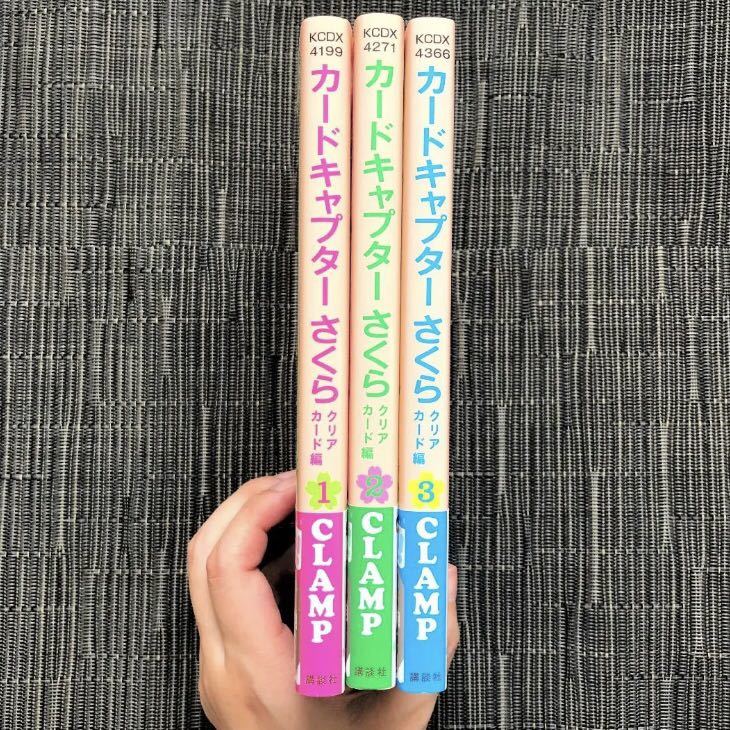 KCDX
4199
カードキャプターさくら
クリア
カード編
1
CLAMP
講談社
KCDX
4271
カードキャプターさくら
クリア
カード編
2
CLAMP
講談社
KCDX
4366
カードキャプターさくら
クリア
カード編
3
CLAMP
講談社